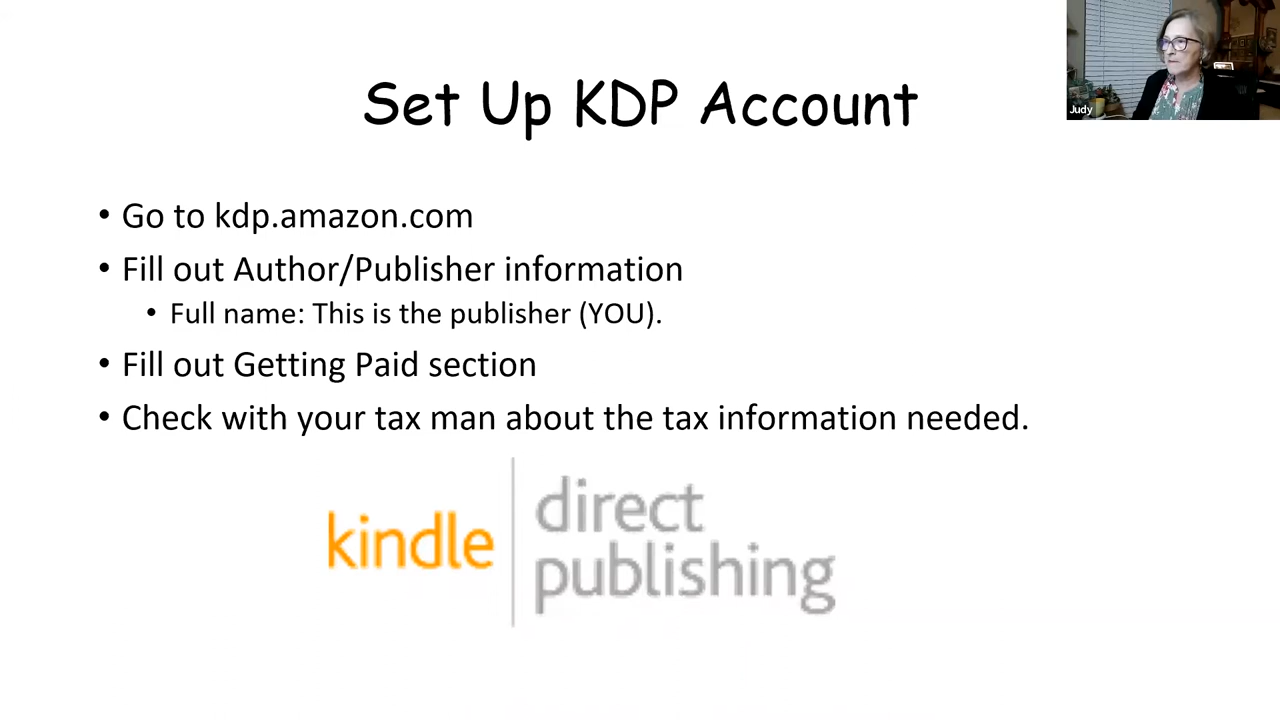 Set Up KDP Account
Judy
• Go to kdp.amazon.com
• Fill out Author/Publisher information
• Full name: This is the publisher (YOU).
• Fill out Getting Paid section
• Check with your tax man about the tax information needed.
kindle
direct
publishing